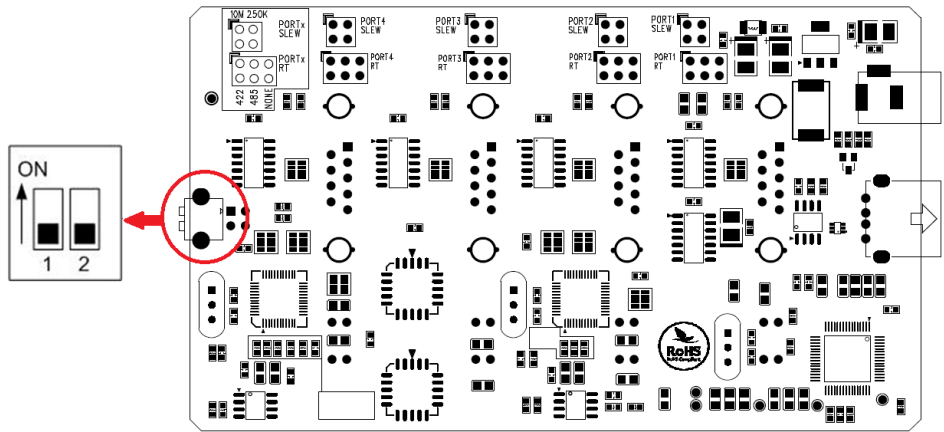 10M 250K
PORTx
SLEW
PORTx
RT
422
485
NONE
PORT4
SLEW
PORT4
RT
PORT3
SLEW
PORT3
RT
PORT2
SLEW
PORT2
RT
PORT1
SLEW
PORT1
RT
ON
1 2
RoHS